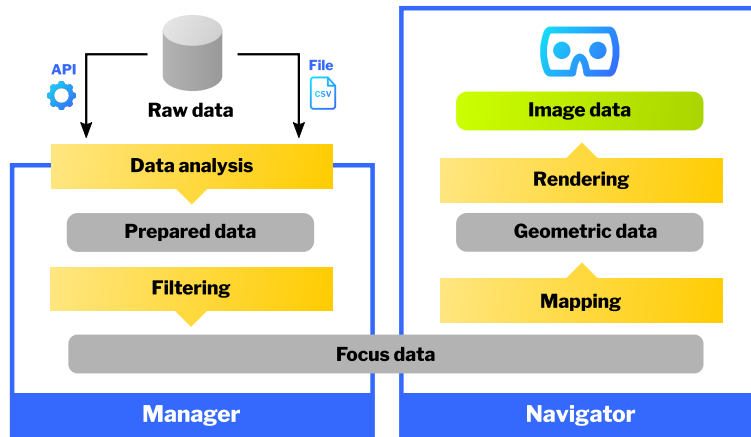 API
File
CSV
Raw data
Data analysis
Prepared data
Filtering
Image data
Rendering
Geometric data
Mapping
Focus data
Manager
Navigator